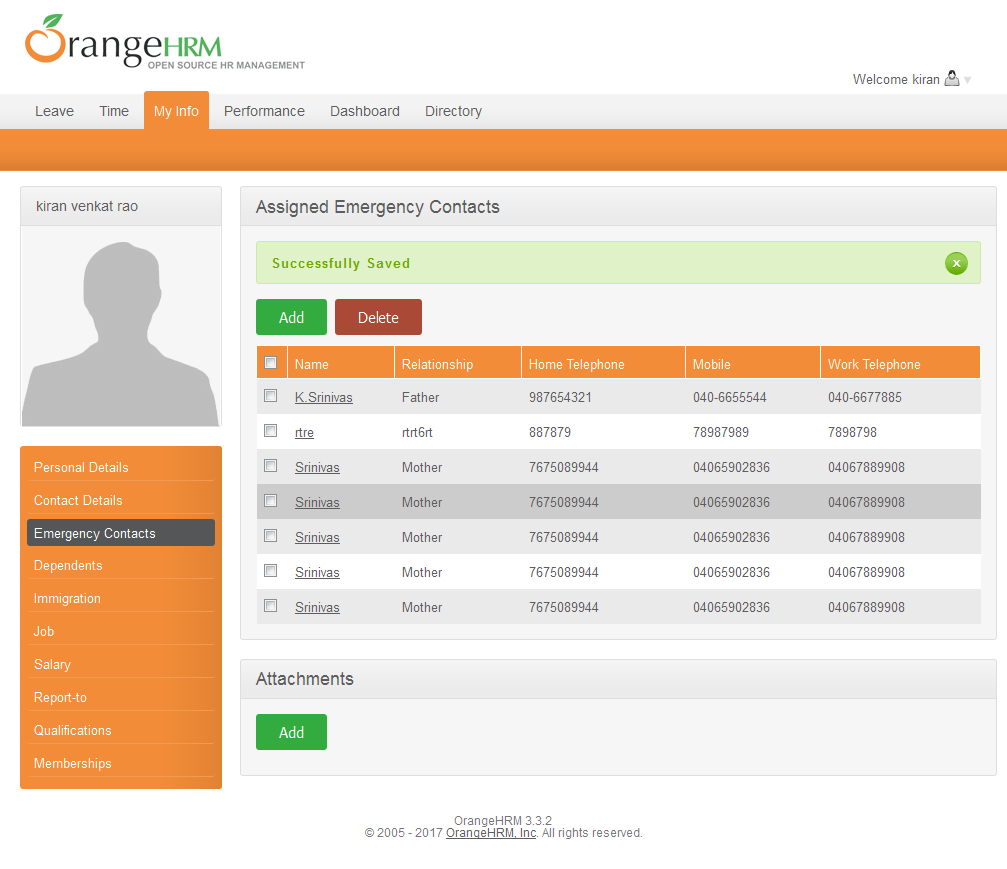 OrangeHRM
OPEN SOURCE HR MANAGEMENT
Welcome kiran
Leave Time My Info Performance Dashboard Directory
kiran venkat rao
Personal Details
Contact Details
Emergency Contacts
Dependents
Immigration
Job
Salary
Report-to
Qualifications
Memberships
Assigned Emergency Contacts
Successfully Saved x
Add Delete
Name Relationship Home Telephone Mobile Work Telephone
K.Srinivas Father 987654321 040-6655544 040-6677885
rtre rtrt6rt 887879 78987989 7898798
Srinivas Mother 7675089944 04065902836 04067889908
Srinivas Mother 7675089944 04065902836 04067889908
Srinivas Mother 7675089944 04065902836 04067889908
Srinivas Mother 7675089944 04065902836 04067889908
Srinivas Mother 7675089944 04065902836 04067889908
Attachments
Add
OrangeHRM 3.3.2
© 2005 - 2017 OrangeHRM, Inc. All rights reserved.